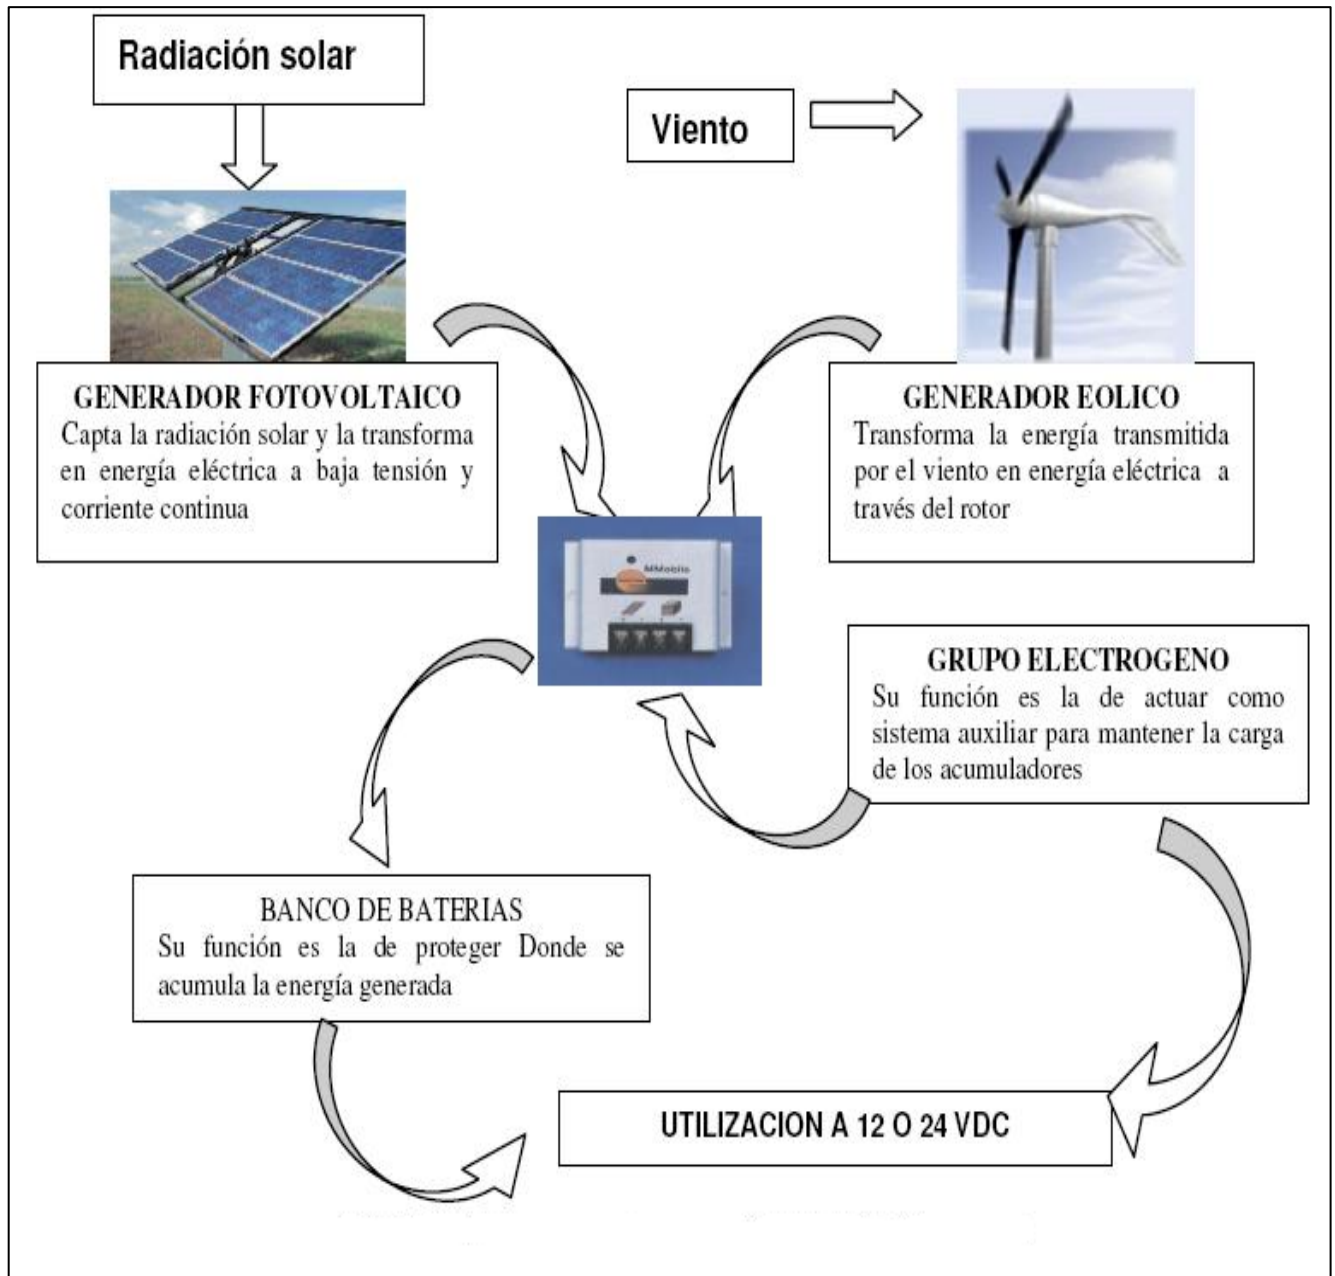 Radiación solar
Viento
GENERADOR FOTOVOLTAICO
Capta la radiación solar y la transforma
en energía eléctrica a baja tensión y
corriente continua
GENERADOR EOLICO
Transforma la energía transmitida
por el viento en energía eléctrica a
través del rotor
MMobile
GRUPO ELECTROGENO
Su función es la de actuar como
sistema auxiliar para mantener la carga
de los acumuladores
BANCO DE BATERIAS
Su función es la de proteger Donde se
acumula la energía generada
UTILIZACION A 12 O 24 VDC